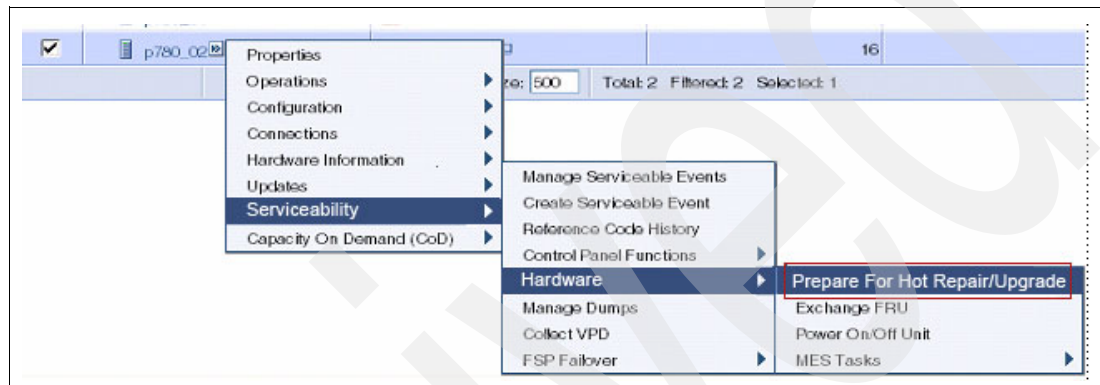 p780_02
16
Properties
Operations
ze: 500 Total: 2 Filtered: 2 Selected: 1
Configuration
Connections
Hardware Information
Updates
Serviceability
Capacity On Demand (CoD)
Manage Serviceable Events
Create Serviceable Event
Reference Code History
Control Panel Functions
Hardware
Manage Dumps
Collect VPD
FSP Failover
Prepare For Hot Repair/Upgrade
Exchange FRU
Power On/Off Unit
MES Tasks